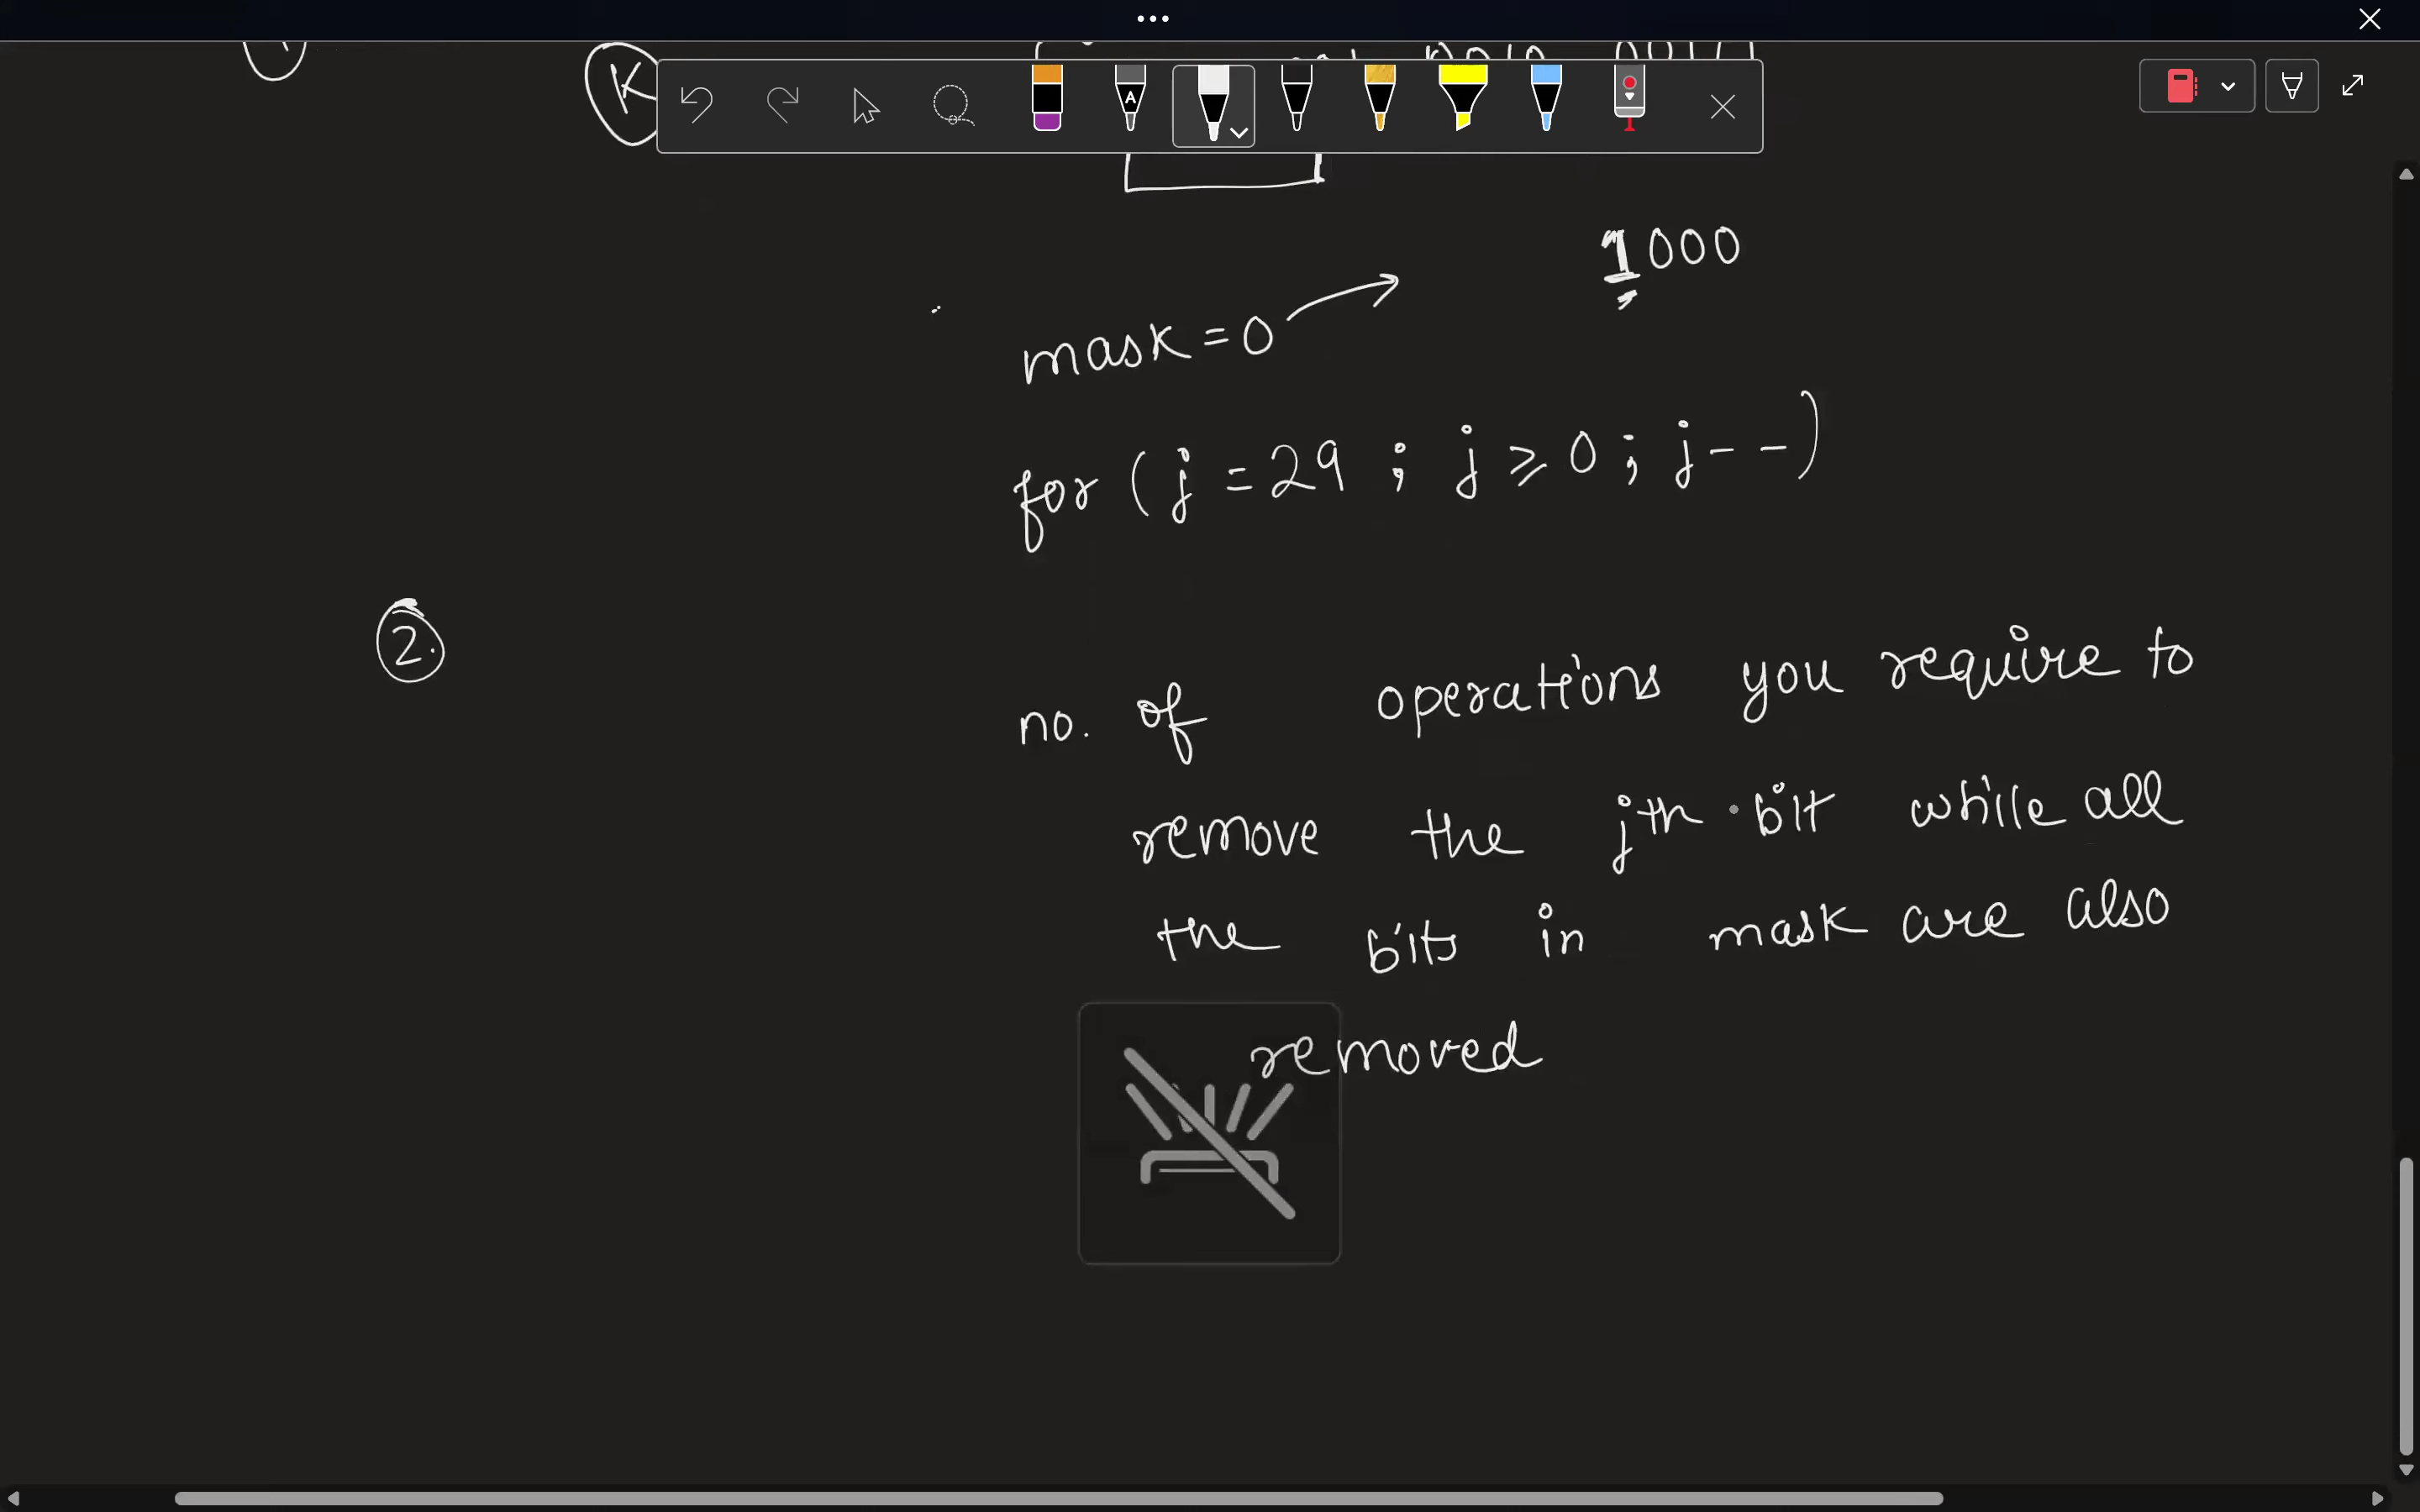 K
1000
mask = 0
for ( j = 29 ; j ≥ 0 ; j - - )
2.
no. of operations you require to
remove the jth bit while all
the bits in mask are also
removed